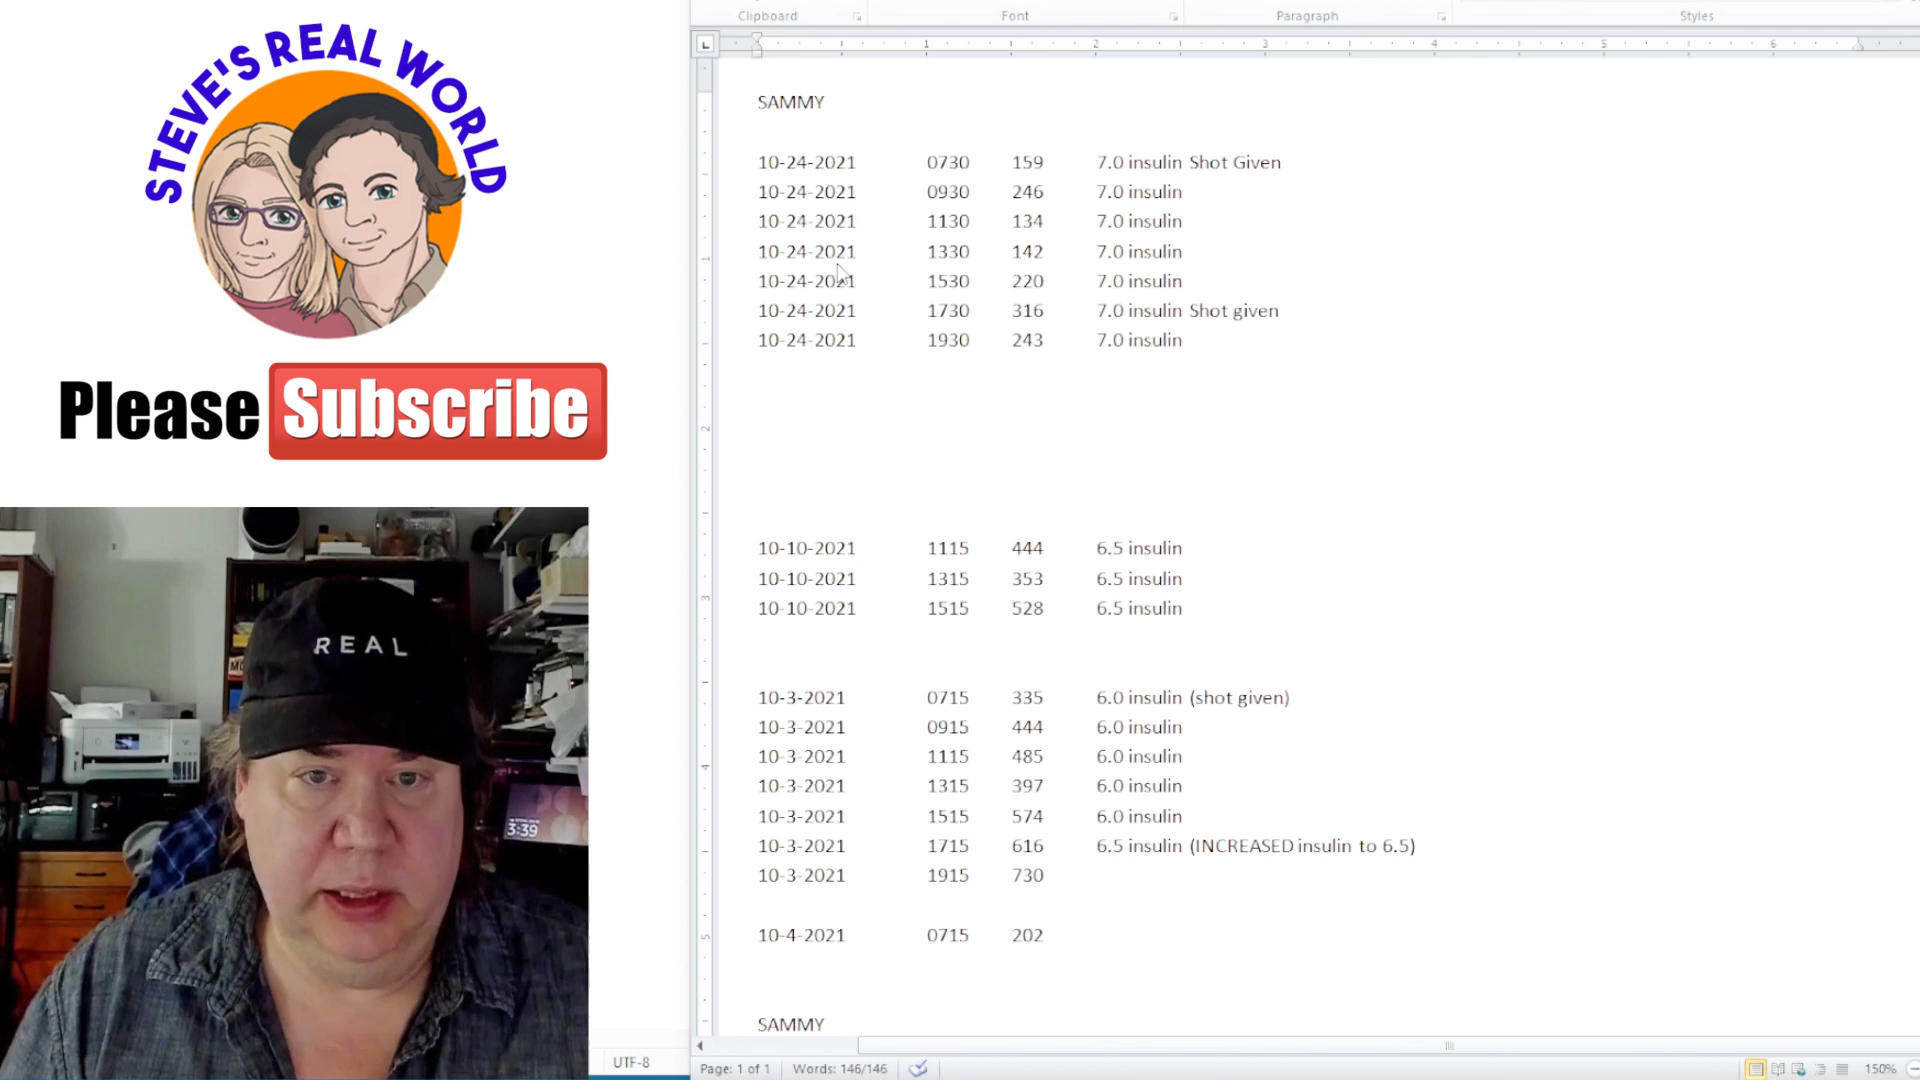 STEVE'S REAL WORLD
Please Subscribe
REAL
3:39
UTF-8
Clipboard
Font
Paragraph
Styles
1
2
3
4
5
6
SAMMY
10-24-2021 0730 159 7.0 insulin Shot Given
10-24-2021 0930 246 7.0 insulin
10-24-2021 1130 134 7.0 insulin
10-24-2021 1330 142 7.0 insulin
10-24-2021 1530 220 7.0 insulin
10-24-2021 1730 316 7.0 insulin Shot given
10-24-2021 1930 243 7.0 insulin
10-10-2021 1115 444 6.5 insulin
10-10-2021 1315 353 6.5 insulin
10-10-2021 1515 528 6.5 insulin
10-3-2021 0715 335 6.0 insulin (shot given)
10-3-2021 0915 444 6.0 insulin
10-3-2021 1115 485 6.0 insulin
10-3-2021 1315 397 6.0 insulin
10-3-2021 1515 574 6.0 insulin
10-3-2021 1715 616 6.5 insulin (INCREASED insulin to 6.5)
10-3-2021 1915 730
10-4-2021 0715 202
SAMMY
Page: 1 of 1 Words: 146/146 150%